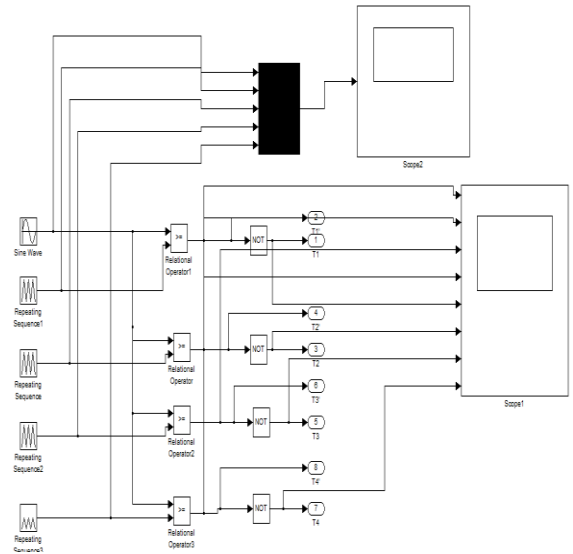 Scope2
Sine Wave
>=
Relational
Operator1
NOT
2
T1'
1
T1
Repeating
Sequence1
4
T2'
>=
Relational
Operator
NOT
3
T2
Repeating
Sequence
6
T3'
>=
Relational
Operator2
NOT
5
T3
Repeating
Sequence2
8
T4'
>=
Relational
Operator3
NOT
7
T4
Repeating
Sequence3
Scope1